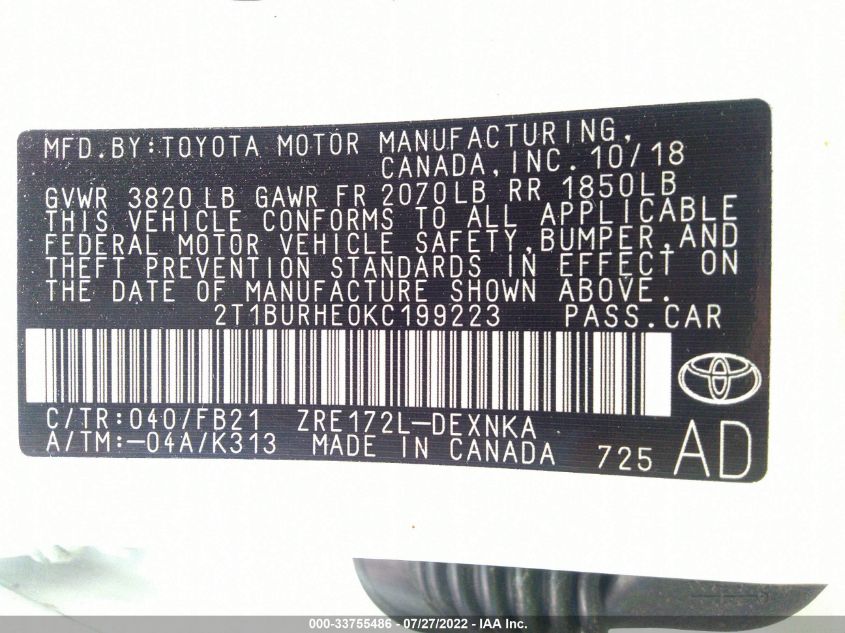 MFD.BY:TOYOTA MOTOR MANUFACTURING,
CANADA,INC. 10/18
GVWR 3820 LB GAWR FR 2070LB RR 1850LB
THIS VEHICLE CONFORMS TO ALL APPLICABLE
FEDERAL MOTOR VEHICLE SAFETY,BUMPER,AND
THEFT PREVENTION STANDARDS IN EFFECT ON
THE DATE OF MANUFACTURE SHOWN ABOVE.
2T1BURHE0KC199223 PASS.CAR
C/TR:040/FB21 ZRE172L-DEXNKA
A/TM:-04A/K313 MADE IN CANADA 725 AD
000-33755486 - 07/27/2022 - IAA Inc.